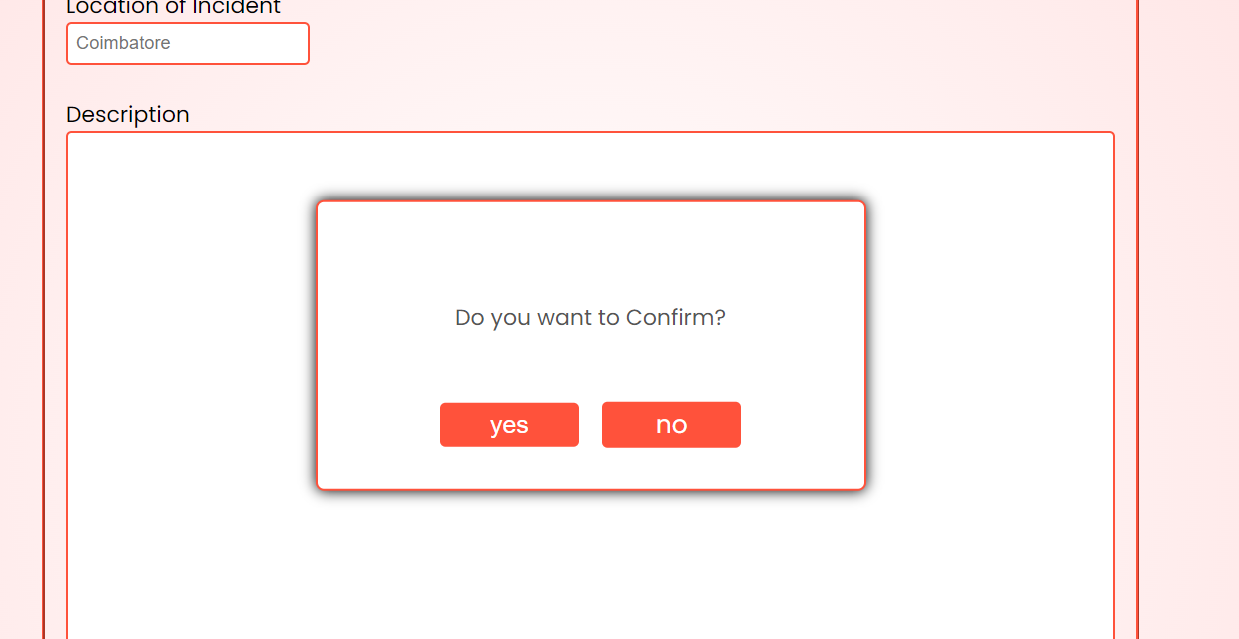 Location of Incident
Coimbatore
Description
Do you want to Confirm?
yes no